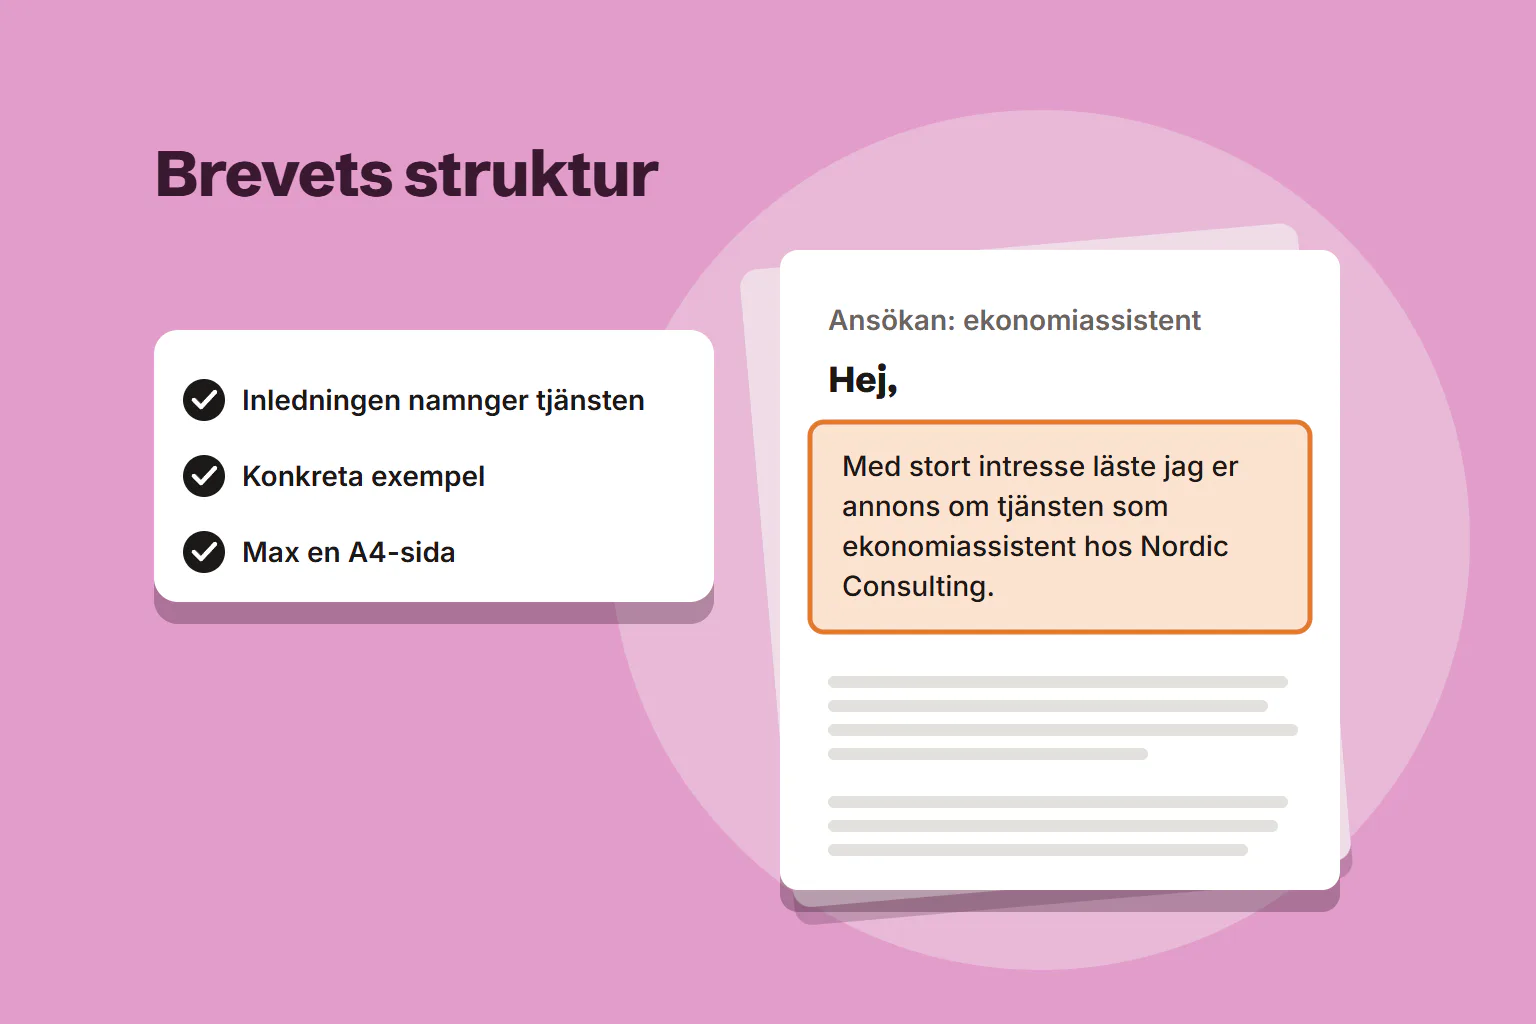 Brevets struktur
Inledningen namnger tjänsten
Konkreta exempel
Max en A4-sida
Ansökan: ekonomiassistent
Hej,
Med stort intresse läste jag er
annons om tjänsten som
ekonomiassistent hos Nordic
Consulting.